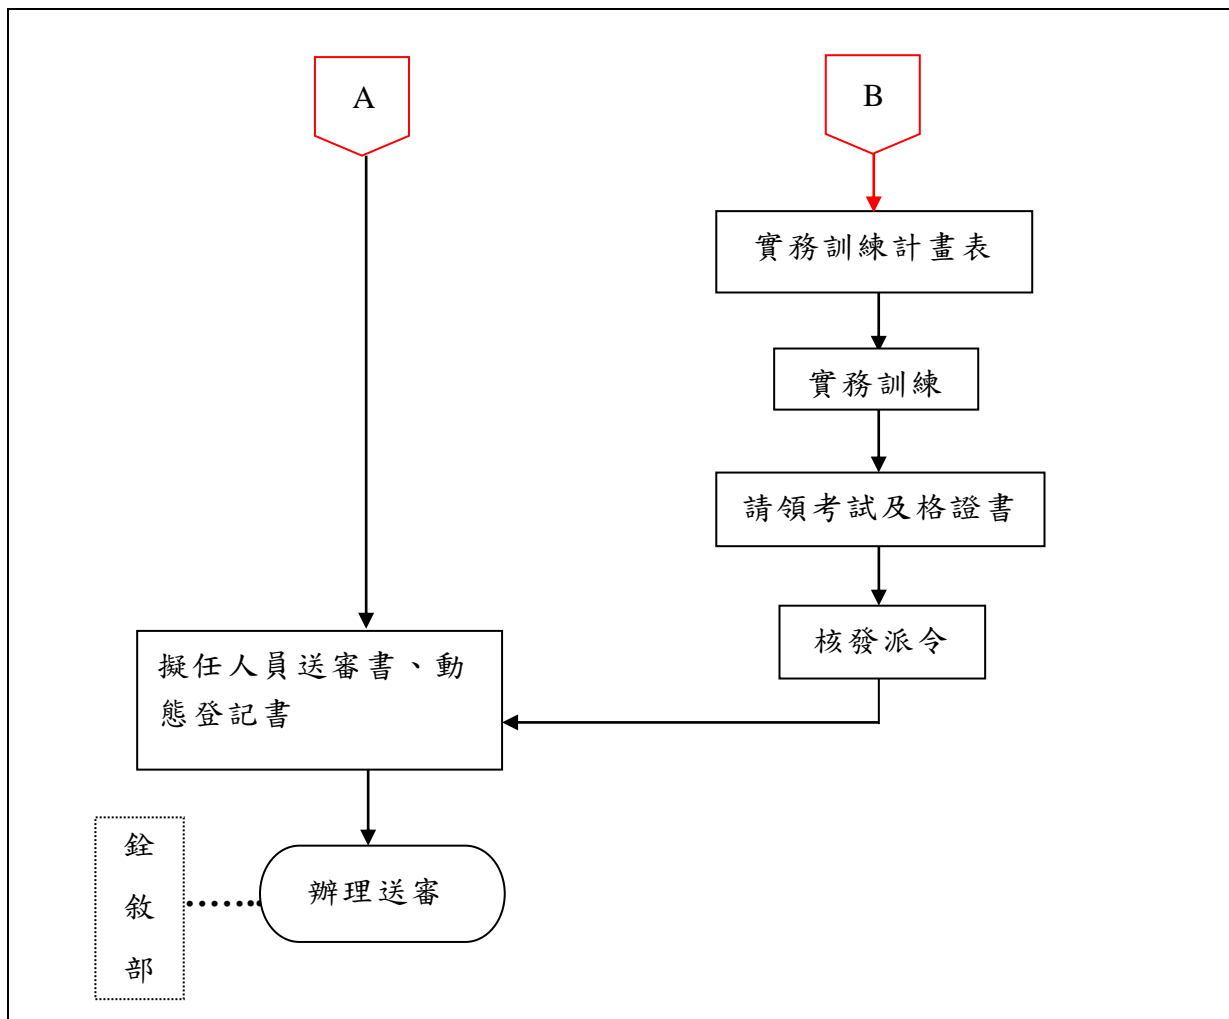 A
B
實務訓練計畫表
實務訓練
請領考試及格證書
核發派令
擬任人員送審書、動
態登記書
辦理送審
銓
敘
部